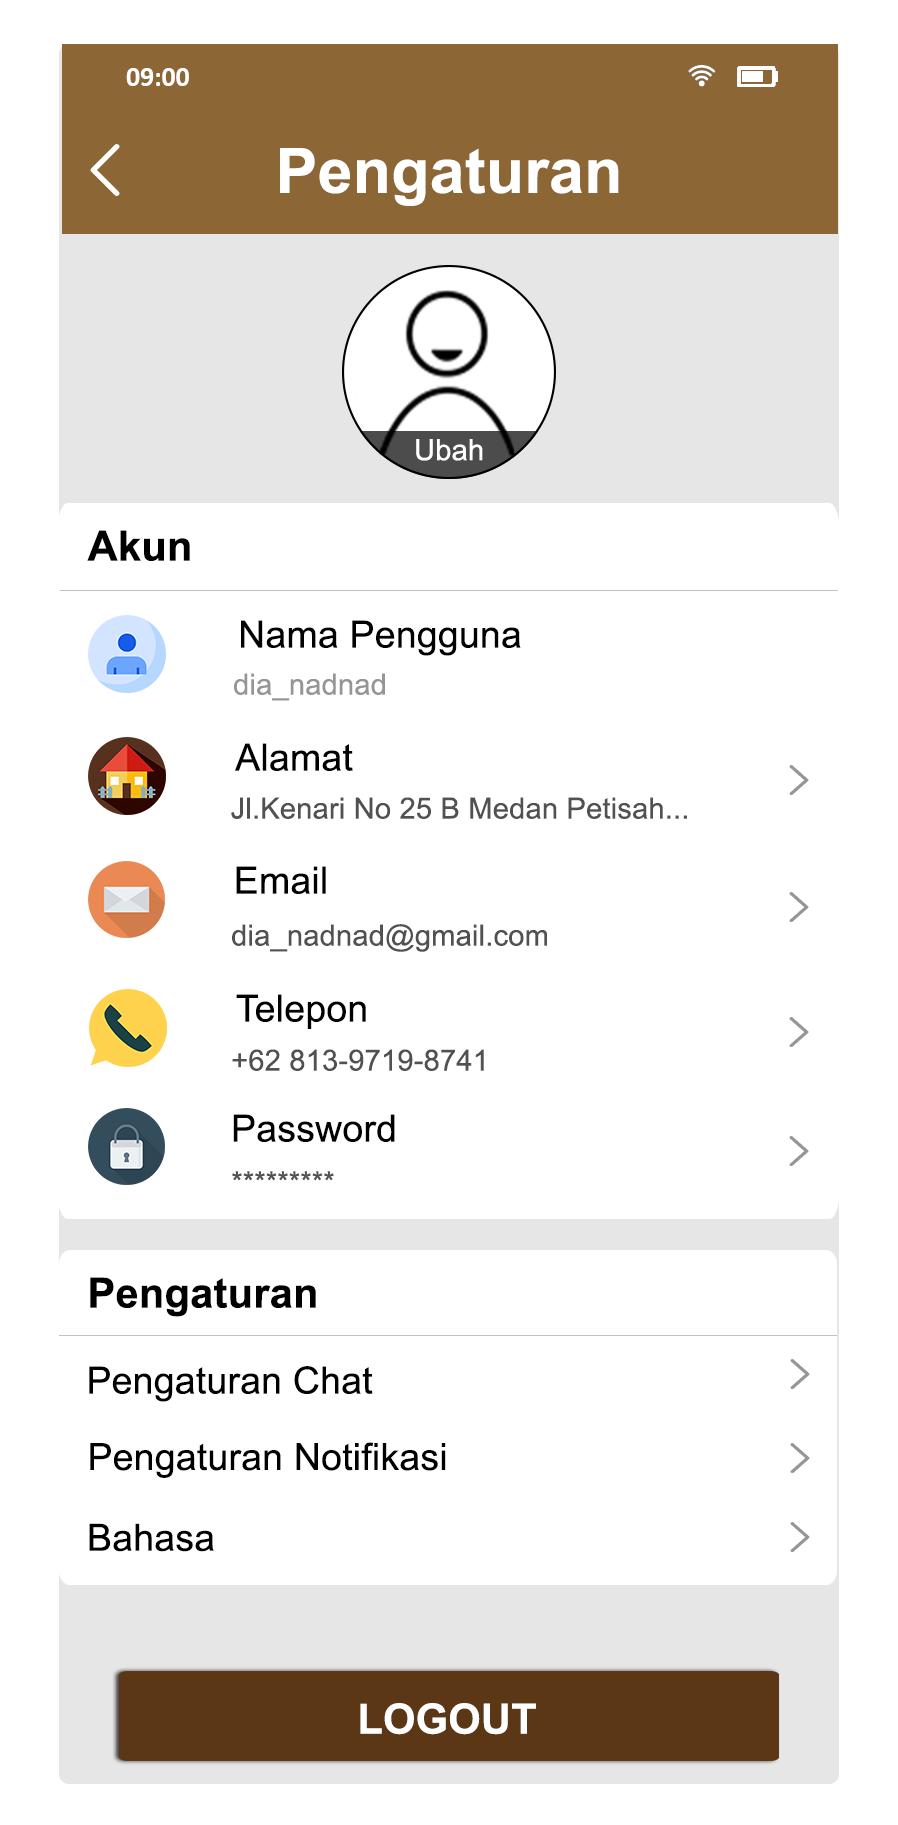 09:00
Pengaturan
Ubah
Akun
Nama Pengguna
dia_nadnad
Alamat
Jl.Kenari No 25 B Medan Petisah...
Email
dia_nadnad@gmail.com
Telepon
+62 813-9719-8741
Password
*********
Pengaturan
Pengaturan Chat
Pengaturan Notifikasi
Bahasa
LOGOUT